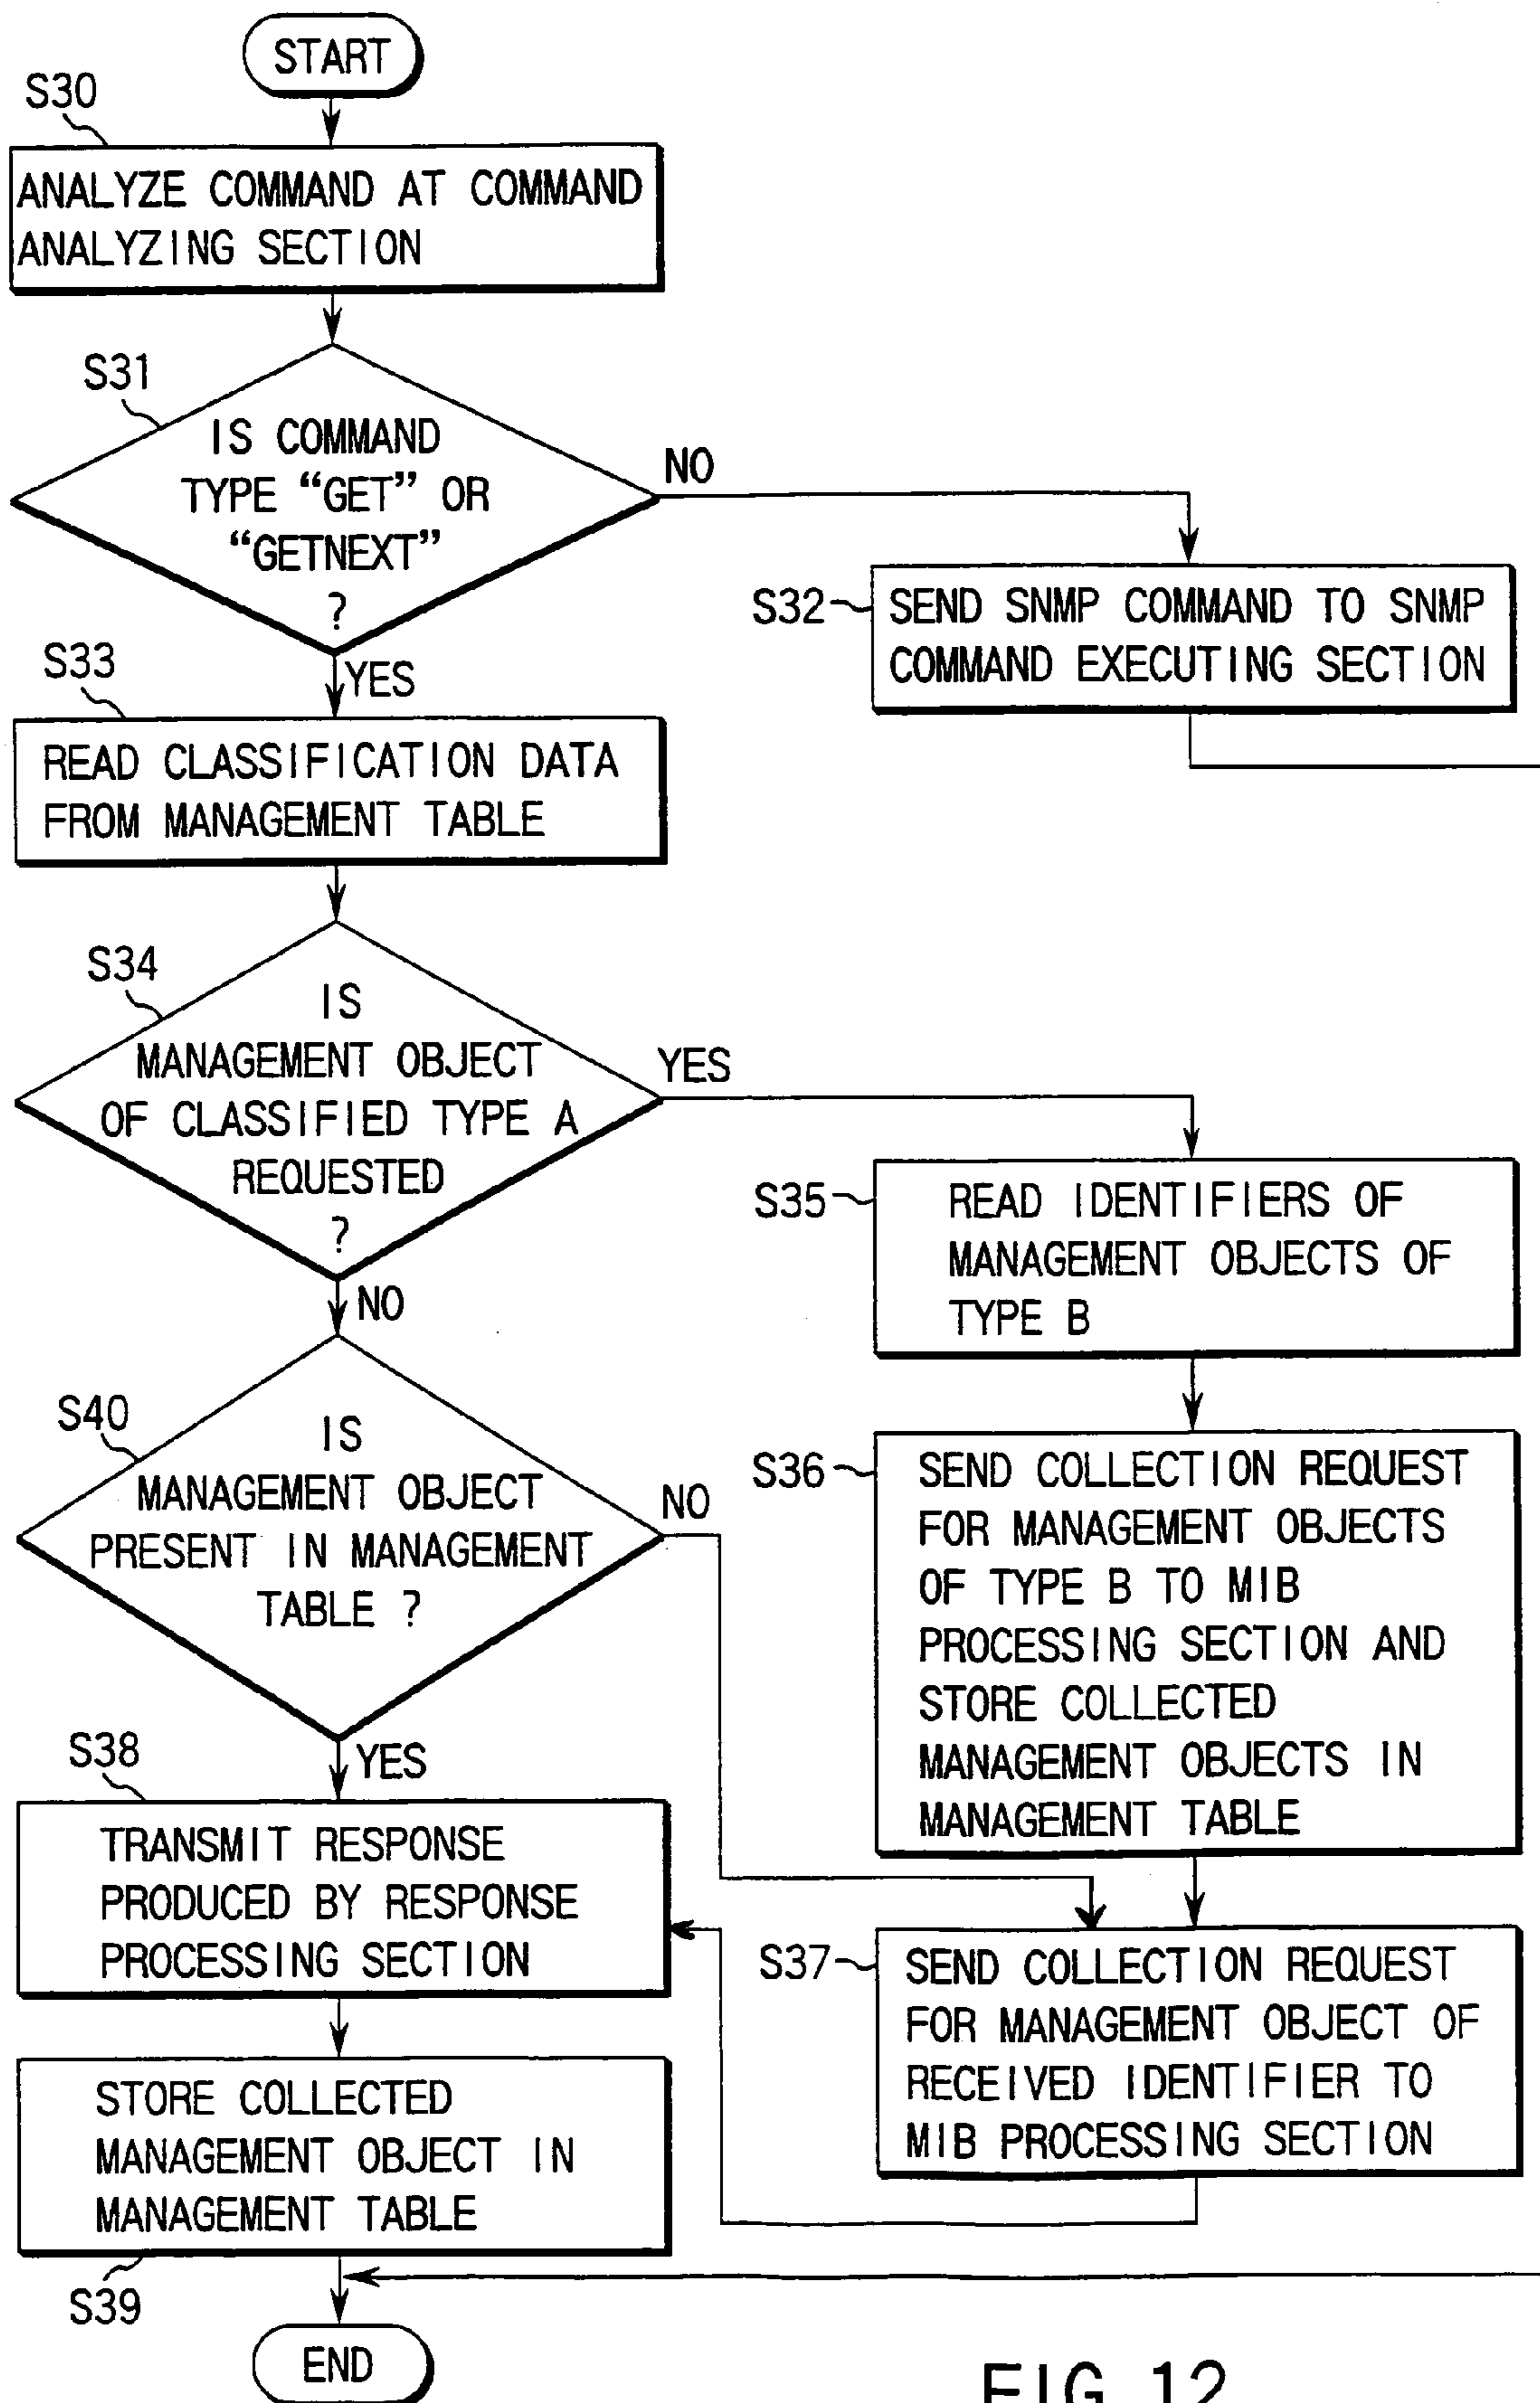 START
S30
ANALYZE COMMAND AT COMMAND
ANALYZING SECTION
S31
IS COMMAND
TYPE “GET” OR
“GETNEXT”
?
NO
YES
S32
SEND SNMP COMMAND TO SNMP
COMMAND EXECUTING SECTION
S33
READ CLASSIFICATION DATA
FROM MANAGEMENT TABLE
S34
IS
MANAGEMENT OBJECT
OF CLASSIFIED TYPE A
REQUESTED
?
YES
NO
S35
READ IDENTIFIERS OF
MANAGEMENT OBJECTS OF
TYPE B
S40
IS
MANAGEMENT OBJECT
PRESENT IN MANAGEMENT
TABLE ?
NO
YES
S36
SEND COLLECTION REQUEST
FOR MANAGEMENT OBJECTS
OF TYPE B TO MIB
PROCESSING SECTION AND
STORE COLLECTED
MANAGEMENT OBJECTS IN
MANAGEMENT TABLE
S38
TRANSMIT RESPONSE
PRODUCED BY RESPONSE
PROCESSING SECTION
S37
SEND COLLECTION REQUEST
FOR MANAGEMENT OBJECT OF
RECEIVED IDENTIFIER TO
MIB PROCESSING SECTION
STORE COLLECTED
MANAGEMENT OBJECT IN
MANAGEMENT TABLE
S39
END
FIG. 12